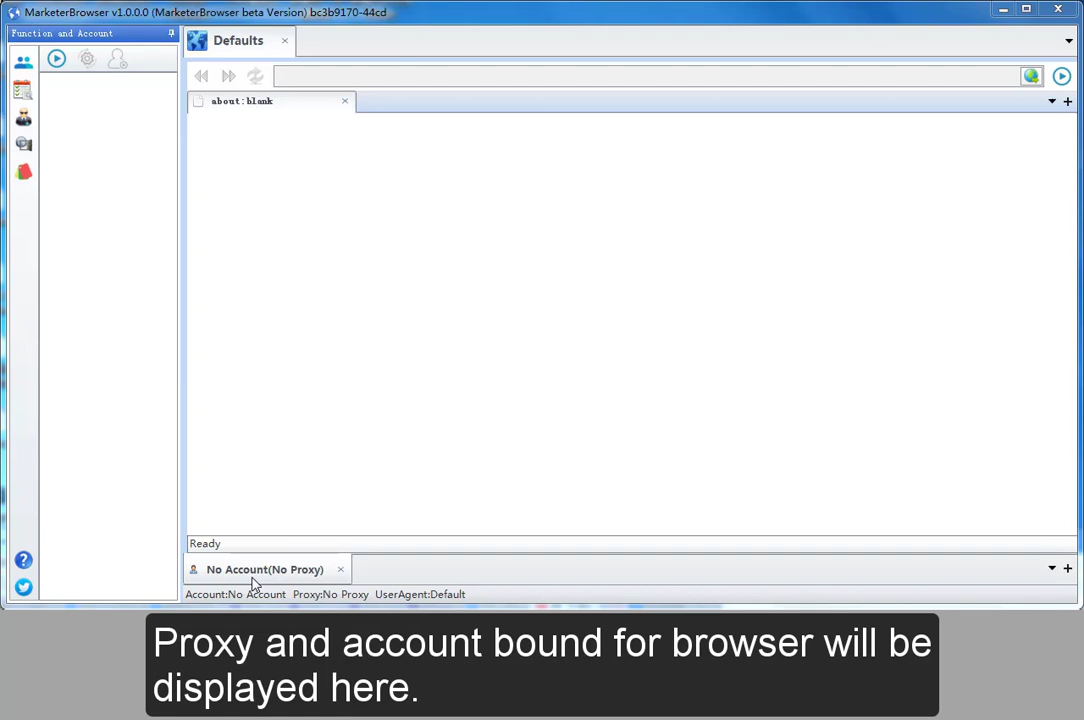 MarketerBrowser v1.0.0.0 (MarketerBrowser beta Version) bc3b9170-44cd
Function and Account
Defaults
about:blank
Ready
No Account(No Proxy)
Account:No Account Proxy:No Proxy UserAgent:Default
Proxy and account bound for browser will be
displayed here.